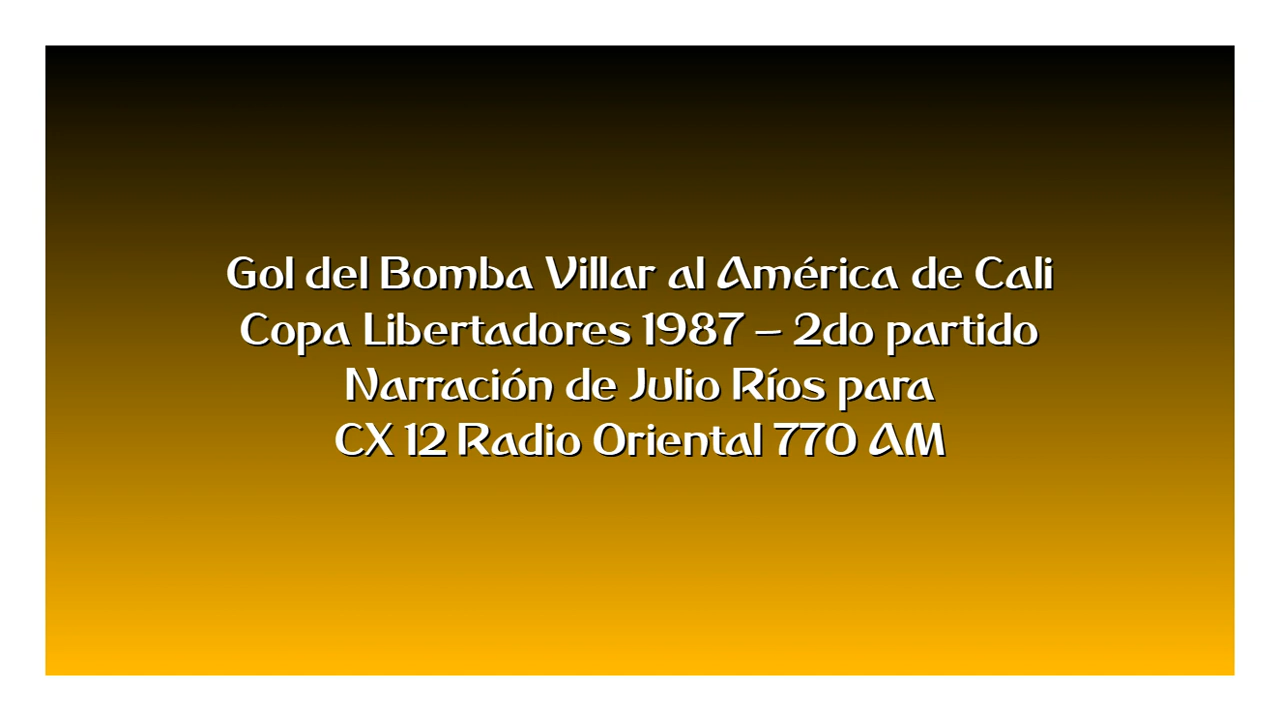 Gol del Bomba Villar al América de Cali
Copa Libertadores 1987 – 2do partido
Narración de Julio Ríos para
CX 12 Radio Oriental 770 AM